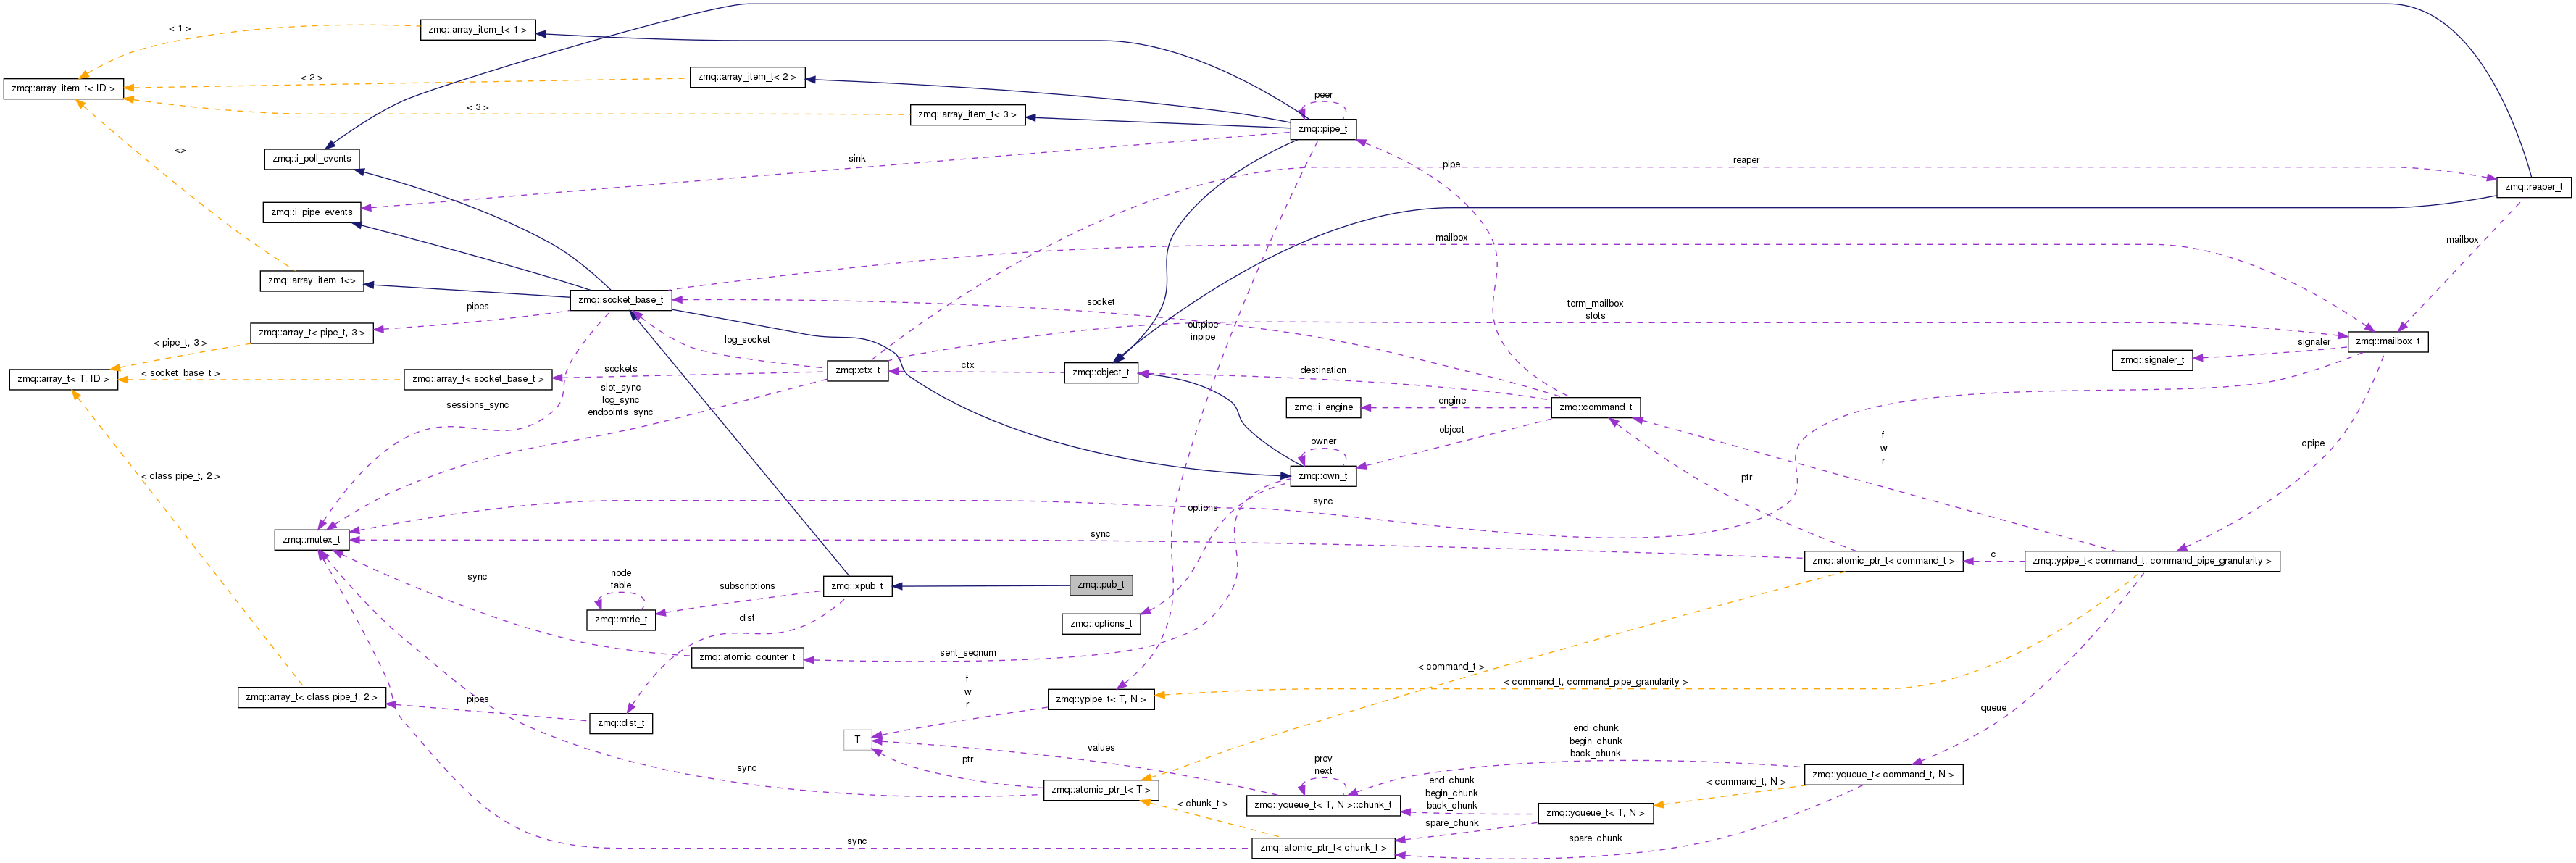 zmq::array_item_t< 1 >
< 1 >
zmq::array_item_t< 2 >
< 2 >
zmq::array_item_t< ID >
peer
< 3 >
zmq::array_item_t< 3 >
zmq::pipe_t
<>
zmq::i_poll_events
sink
pipe
reaper
zmq::reaper_t
zmq::i_pipe_events
mailbox
mailbox
zmq::array_item_t<>
zmq::socket_base_t
pipes
socket
term_mailbox
slots
zmq::array_t< pipe_t, 3 >
outpipe
inpipe
log_socket
< pipe_t, 3 >
signaler
zmq::mailbox_t
zmq::signaler_t
zmq::array_t< T, ID >
< socket_base_t >
zmq::array_t< socket_base_t >
sockets
zmq::ctx_t
ctx
zmq::object_t
destination
slot_sync
log_sync
endpoints_sync
sessions_sync
zmq::i_engine
engine
zmq::command_t
object
owner
zmq::own_t
f
w
r
cpipe
< class pipe_t, 2 >
ptr
options
sync
zmq::mutex_t
sync
zmq::atomic_ptr_t< command_t >
c
zmq::ypipe_t< command_t, command_pipe_granularity >
sync
node
table
subscriptions
zmq::xpub_t
zmq::pub_t
zmq::mtrie_t
dist
zmq::options_t
zmq::atomic_counter_t
sent_seqnum
< command_t >
f
w
r
< command_t, command_pipe_granularity >
zmq::array_t< class pipe_t, 2 >
pipes
zmq::ypipe_t< T, N >
queue
zmq::dist_t
T
values
end_chunk
begin_chunk
back_chunk
ptr
prev
next
sync
zmq::atomic_ptr_t< T >
zmq::yqueue_t< command_t, N >
< command_t, N >
end_chunk
begin_chunk
back_chunk
< chunk_t >
zmq::yqueue_t< T, N >::chunk_t
zmq::yqueue_t< T, N >
spare_chunk
spare_chunk
sync
zmq::atomic_ptr_t< chunk_t >